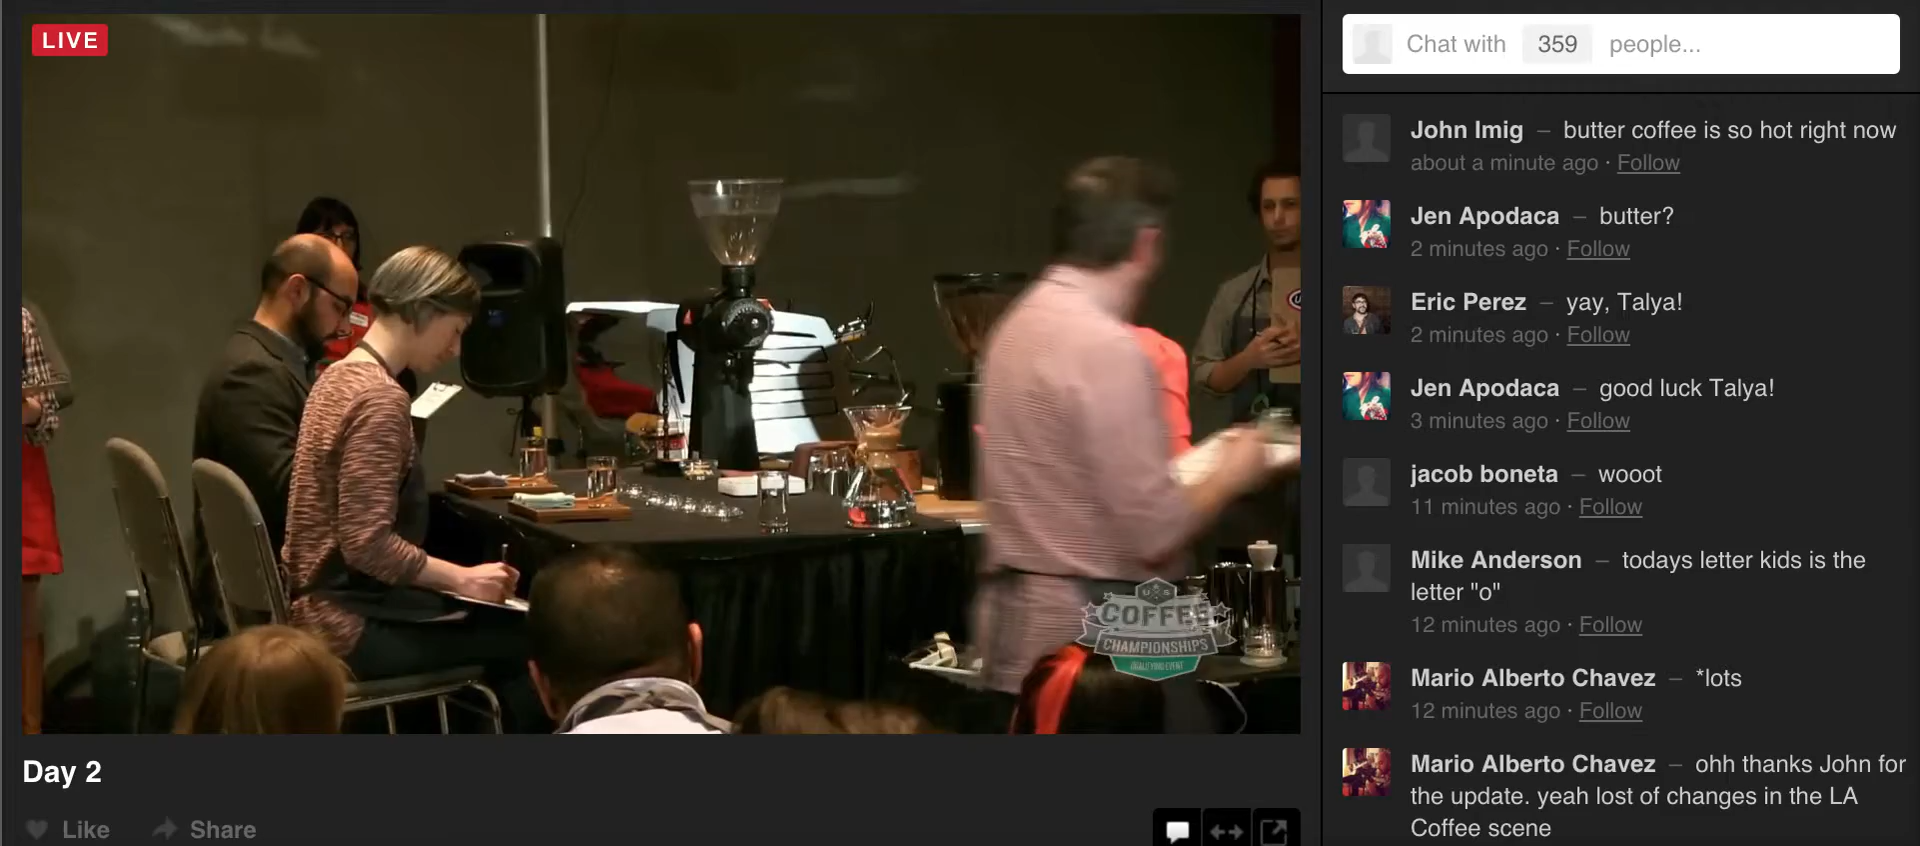 LIVE
U S
COFFEE
CHAMPIONSHIPS
QUALIFYING EVENT
Day 2
Like
Share
Chat with 359 people...
John Imig – butter coffee is so hot right now
about a minute ago · Follow
Jen Apodaca – butter?
2 minutes ago · Follow
Eric Perez – yay, Talya!
2 minutes ago · Follow
Jen Apodaca – good luck Talya!
3 minutes ago · Follow
jacob boneta – wooot
11 minutes ago · Follow
Mike Anderson – todays letter kids is the
letter "o"
12 minutes ago · Follow
Mario Alberto Chavez – *lots
12 minutes ago · Follow
Mario Alberto Chavez – ohh thanks John for
the update. yeah lost of changes in the LA
Coffee scene